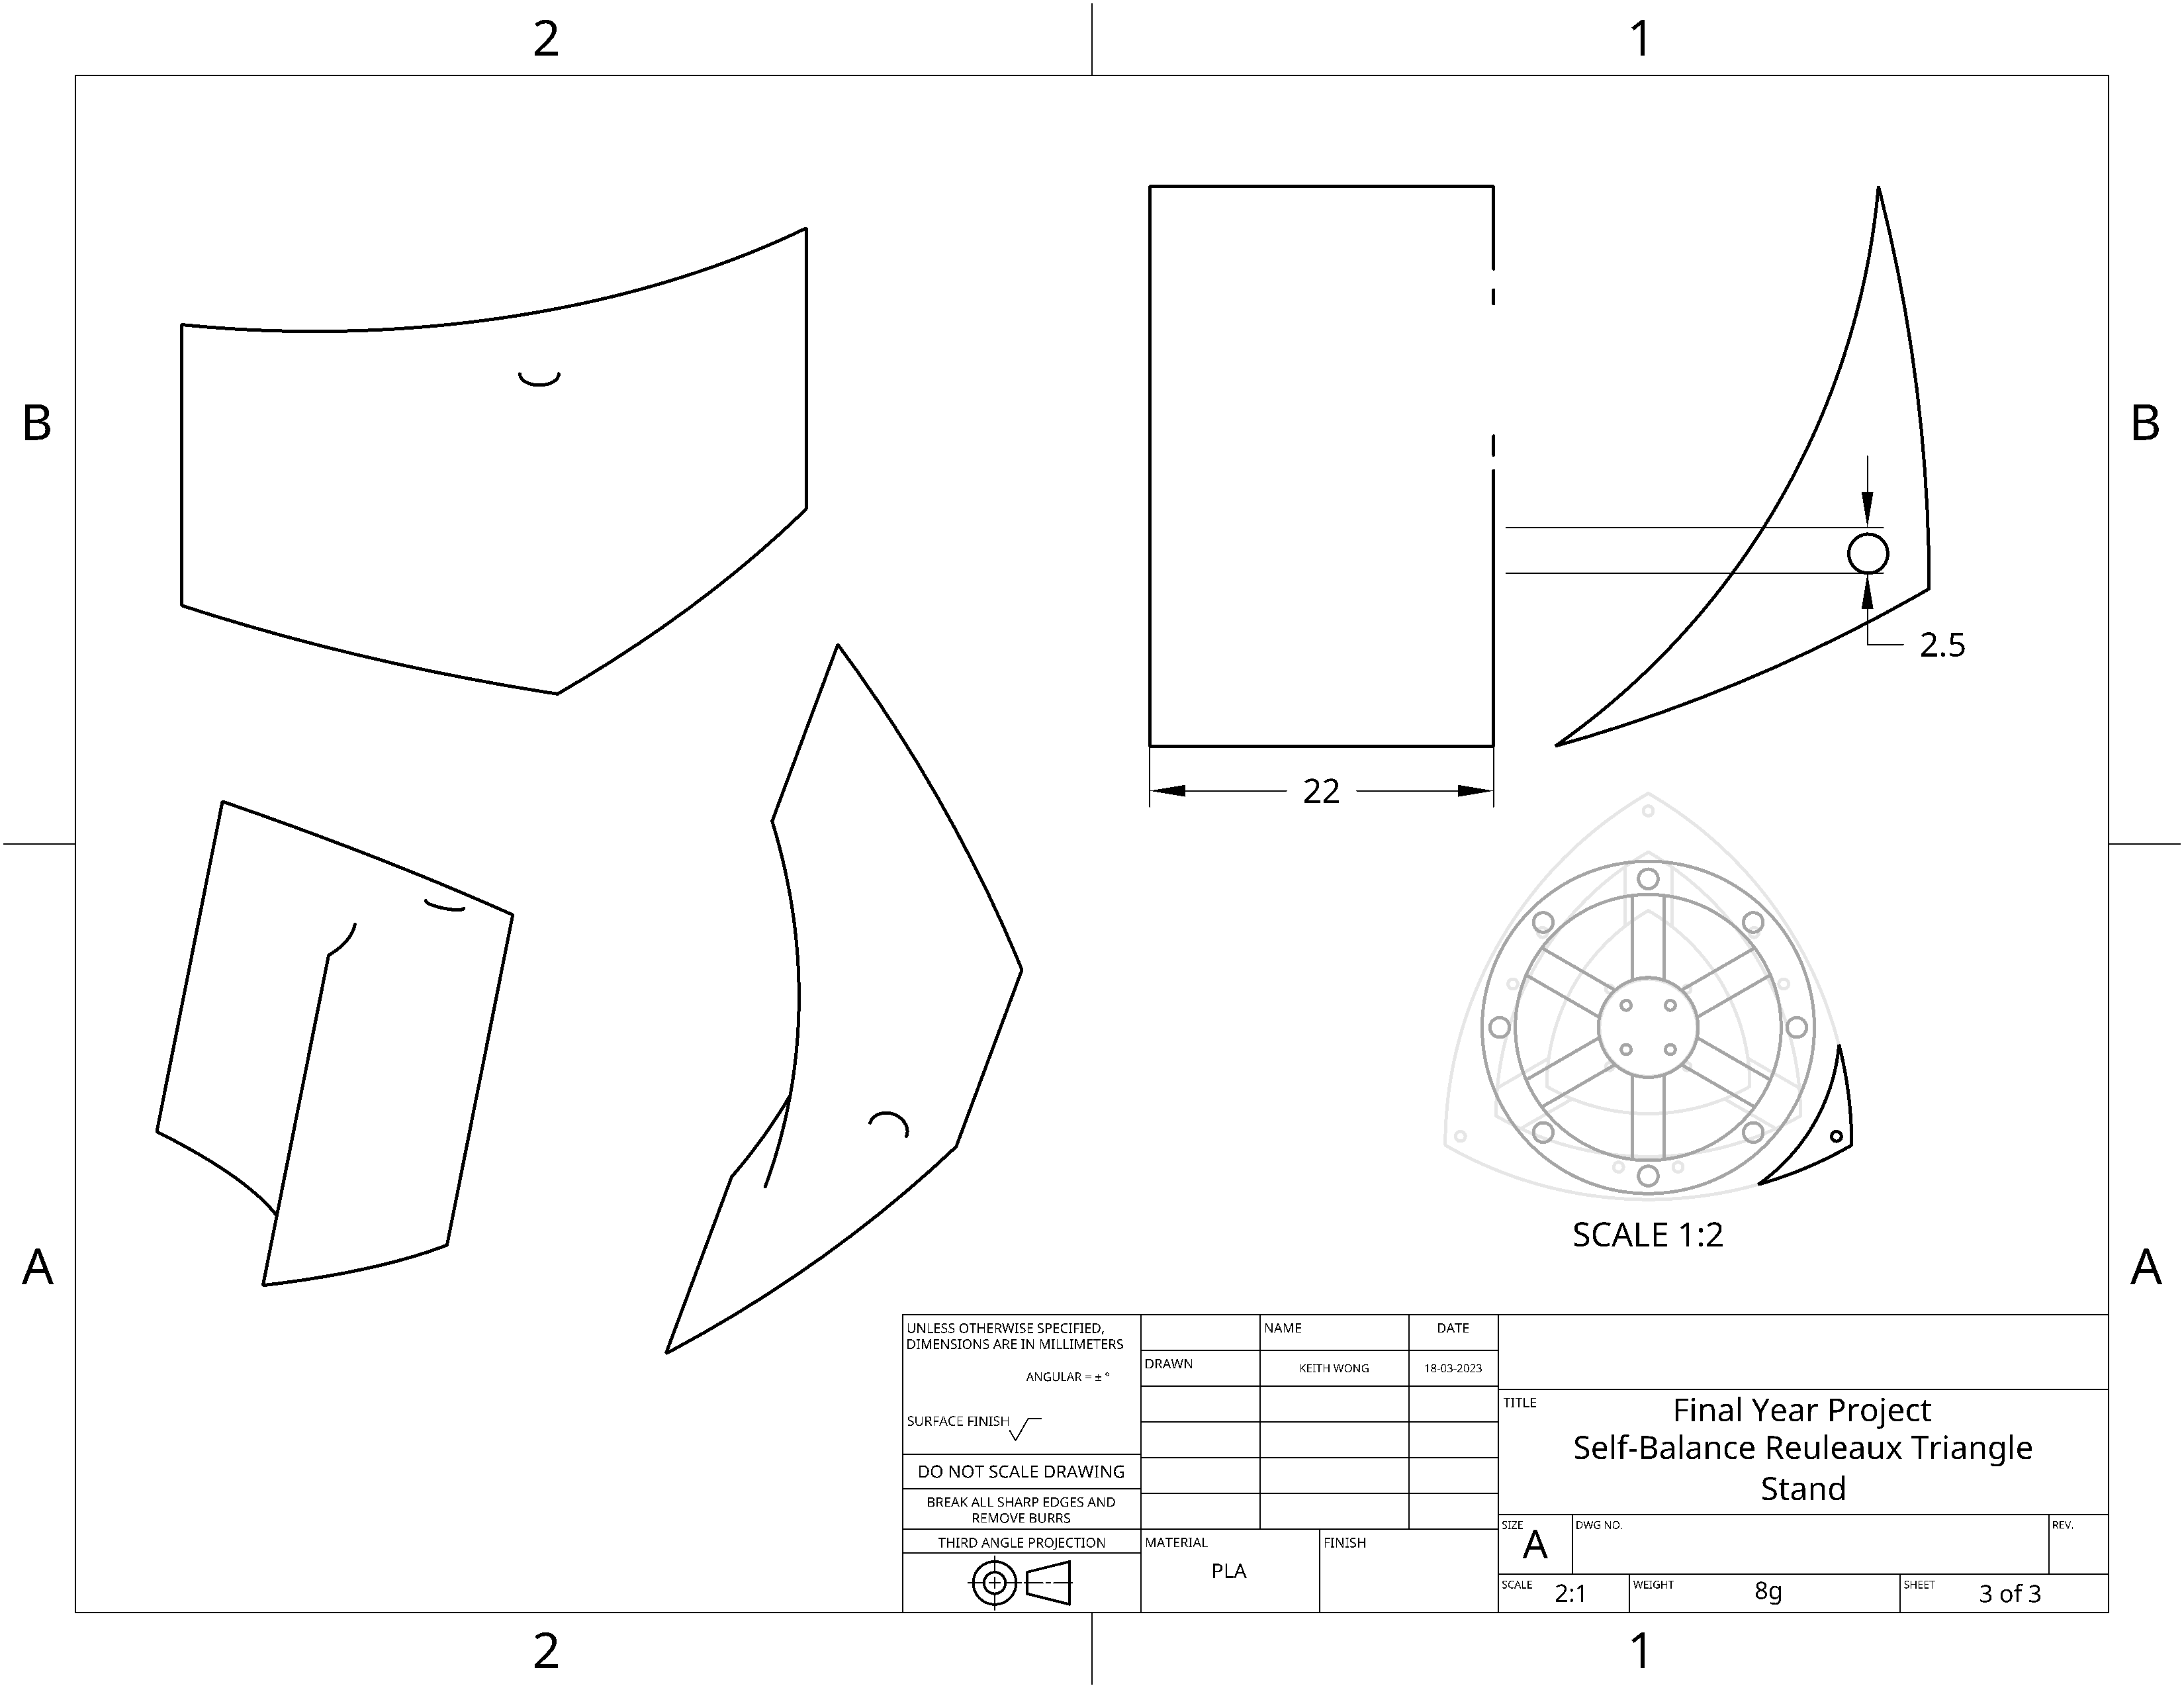 2
1
B
B
2.5
22
SCALE 1:2
A
A
UNLESS OTHERWISE SPECIFIED,
DIMENSIONS ARE IN MILLIMETERS
ANGULAR = ± °
SURFACE FINISH
DO NOT SCALE DRAWING
BREAK ALL SHARP EDGES AND
REMOVE BURRS
THIRD ANGLE PROJECTION
NAME
DATE
DRAWN
KEITH WONG
18-03-2023
MATERIAL
PLA
FINISH
TITLE
Final Year Project
Self-Balance Reuleaux Triangle
Stand
SIZE
A
DWG NO.
REV.
SCALE
2:1
WEIGHT
8g
SHEET
3 of 3
2
1